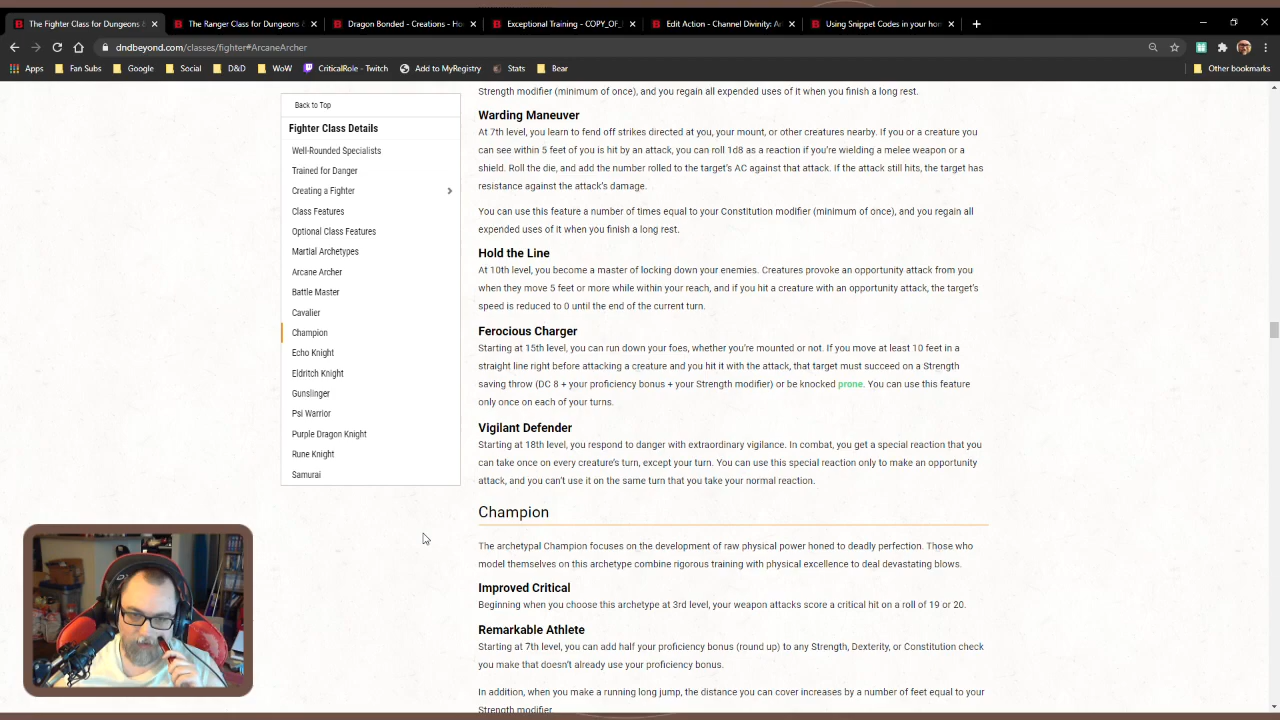 The Fighter Class for Dungeons &
The Ranger Class for Dungeons &
Dragon Bonded - Creations - Ho
Exceptional Training - COPY_OF_
Edit Action - Channel Divinity: A
Using Snippet Codes in your hom
dndbeyond.com/classes/fighter#ArcaneArcher
Apps Fan Subs Google Social D&D WoW CriticalRole - Twitch Add to MyRegistry Stats Bear Other bookmarks
Back to Top
Fighter Class Details
Well-Rounded Specialists
Trained for Danger
Creating a Fighter
Class Features
Optional Class Features
Martial Archetypes
Arcane Archer
Battle Master
Cavalier
Champion
Echo Knight
Eldritch Knight
Gunslinger
Psi Warrior
Purple Dragon Knight
Rune Knight
Samurai
Strength modifier (minimum of once), and you regain all expended uses of it when you finish a long rest.
Warding Maneuver
At 7th level, you learn to fend off strikes directed at you, your mount, or other creatures nearby. If you or a creature you
can see within 5 feet of you is hit by an attack, you can roll 1d8 as a reaction if you're wielding a melee weapon or a
shield. Roll the die, and add the number rolled to the target's AC against that attack. If the attack still hits, the target has
resistance against the attack's damage.
You can use this feature a number of times equal to your Constitution modifier (minimum of once), and you regain all
expended uses of it when you finish a long rest.
Hold the Line
At 10th level, you become a master of locking down your enemies. Creatures provoke an opportunity attack from you
when they move 5 feet or more while within your reach, and if you hit a creature with an opportunity attack, the target's
speed is reduced to 0 until the end of the current turn.
Ferocious Charger
Starting at 15th level, you can run down your foes, whether you're mounted or not. If you move at least 10 feet in a
straight line right before attacking a creature and you hit it with the attack, that target must succeed on a Strength
saving throw (DC 8 + your proficiency bonus + your Strength modifier) or be knocked prone. You can use this feature
only once on each of your turns.
Vigilant Defender
Starting at 18th level, you respond to danger with extraordinary vigilance. In combat, you get a special reaction that you
can take once on every creature's turn, except your turn. You can use this special reaction only to make an opportunity
attack, and you can't use it on the same turn that you take your normal reaction.
Champion
The archetypal Champion focuses on the development of raw physical power honed to deadly perfection. Those who
model themselves on this archetype combine rigorous training with physical excellence to deal devastating blows.
Improved Critical
Beginning when you choose this archetype at 3rd level, your weapon attacks score a critical hit on a roll of 19 or 20.
Remarkable Athlete
Starting at 7th level, you can add half your proficiency bonus (round up) to any Strength, Dexterity, or Constitution check
you make that doesn't already use your proficiency bonus.
In addition, when you make a running long jump, the distance you can cover increases by a number of feet equal to your
Strength modifier.